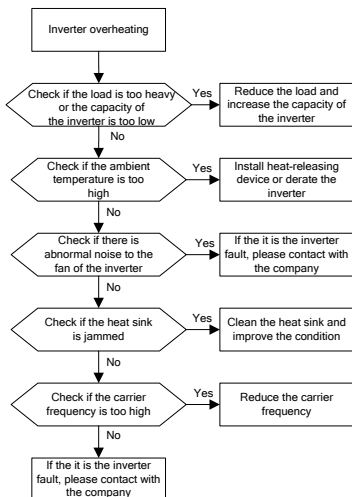 Inverter overheating
Check if the load is too heavy
or the capacity of
the inverter is too low
Yes
Reduce the load and
increase the capacity of
the inverter
No
Check if the ambient
temperature is too
high
Yes
Install heat-releasing
device or derate the
inverter
No
Check if there is
abnormal noise to the
fan of the inverter
Yes
If the it is the inverter
fault, please contact with
the company
No
Check if the heat sink
is jammed
Yes
Clean the heat sink and
improve the condition
No
Check if the carrier
frequency is too high
Yes
Reduce the carrier
frequency
No
If the it is the inverter
fault, please contact with
the company